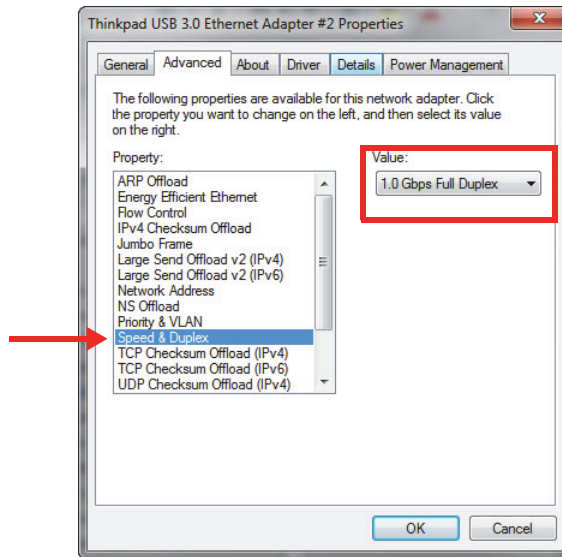 Thinkpad USB 3.0 Ethernet Adapter #2 Properties
General Advanced About Driver Details Power Management
The following properties are available for this network adapter. Click
the property you want to change on the left, and then select its value
on the right.
Property:
Value:
ARP Offload
Energy Efficient Ethernet
Flow Control
IPv4 Checksum Offload
Jumbo Frame
Large Send Offload v2 (IPv4)
Large Send Offload v2 (IPv6)
Network Address
NS Offload
Priority & VLAN
Speed & Duplex
TCP Checksum Offload (IPv4)
TCP Checksum Offload (IPv6)
UDP Checksum Offload (IPv4)
1.0 Gbps Full Duplex
OK Cancel